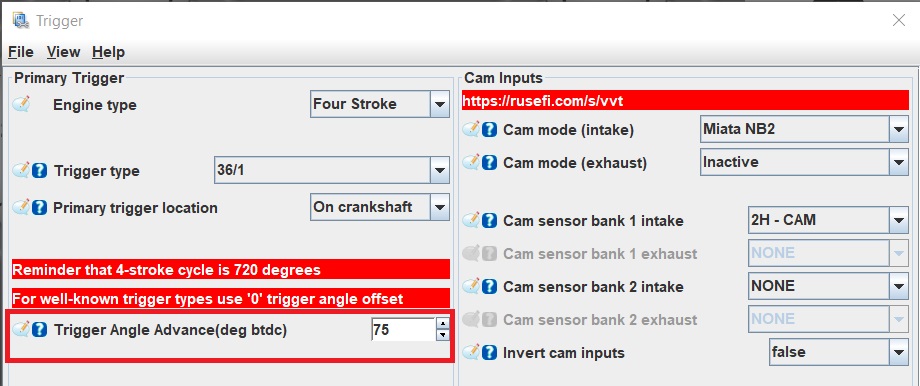 Trigger
File View Help
Primary Trigger
Engine type Four Stroke
Trigger type 36/1
Primary trigger location On crankshaft
Reminder that 4-stroke cycle is 720 degrees
For well-known trigger types use '0' trigger angle offset
Trigger Angle Advance(deg btdc) 75
Cam Inputs
https://rusefi.com/s/vvt
Cam mode (intake) Miata NB2
Cam mode (exhaust) Inactive
Cam sensor bank 1 intake 2H - CAM
Cam sensor bank 1 exhaust NONE
Cam sensor bank 2 intake NONE
Cam sensor bank 2 exhaust NONE
Invert cam inputs false